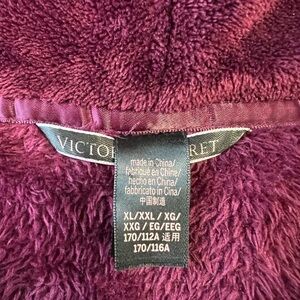 VICTO RET
made in China/
fabriqué en Chine/
hecho en China/
fabbricato in Cina/
中国制造
XL/XXL / XG/
XXG / EG/EEG
170/112A 适用
170/116A